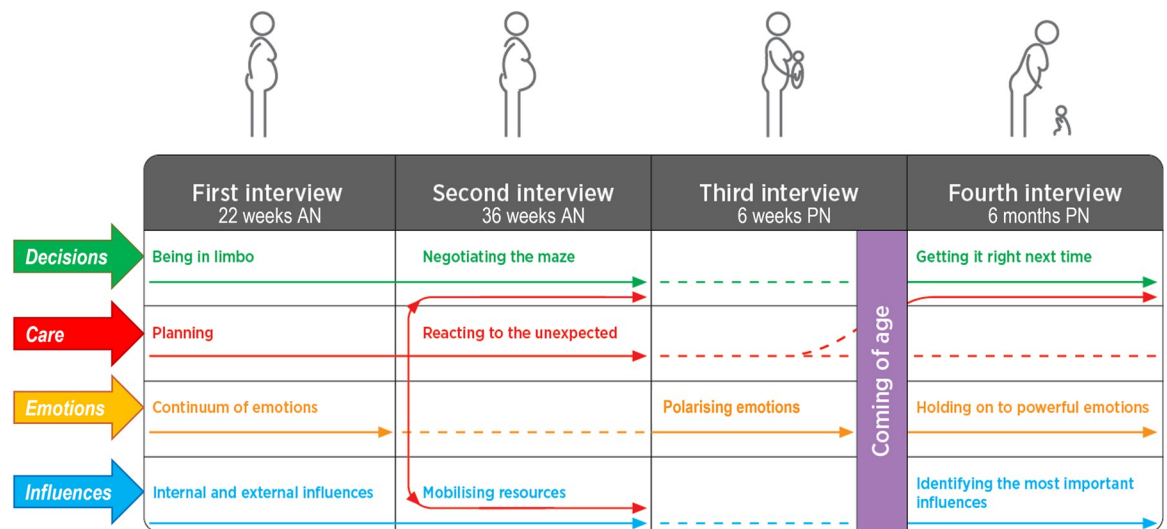 First interview
22 weeks AN
Second interview
36 weeks AN
Third interview
6 weeks PN
Fourth interview
6 months PN
Decisions
Being in limbo
Negotiating the maze
Getting it right next time
Care
Planning
Reacting to the unexpected
Coming of age
Emotions
Continuum of emotions
Polarising emotions
Holding on to powerful emotions
Influences
Internal and external influences
Mobilising resources
Identifying the most important
influences